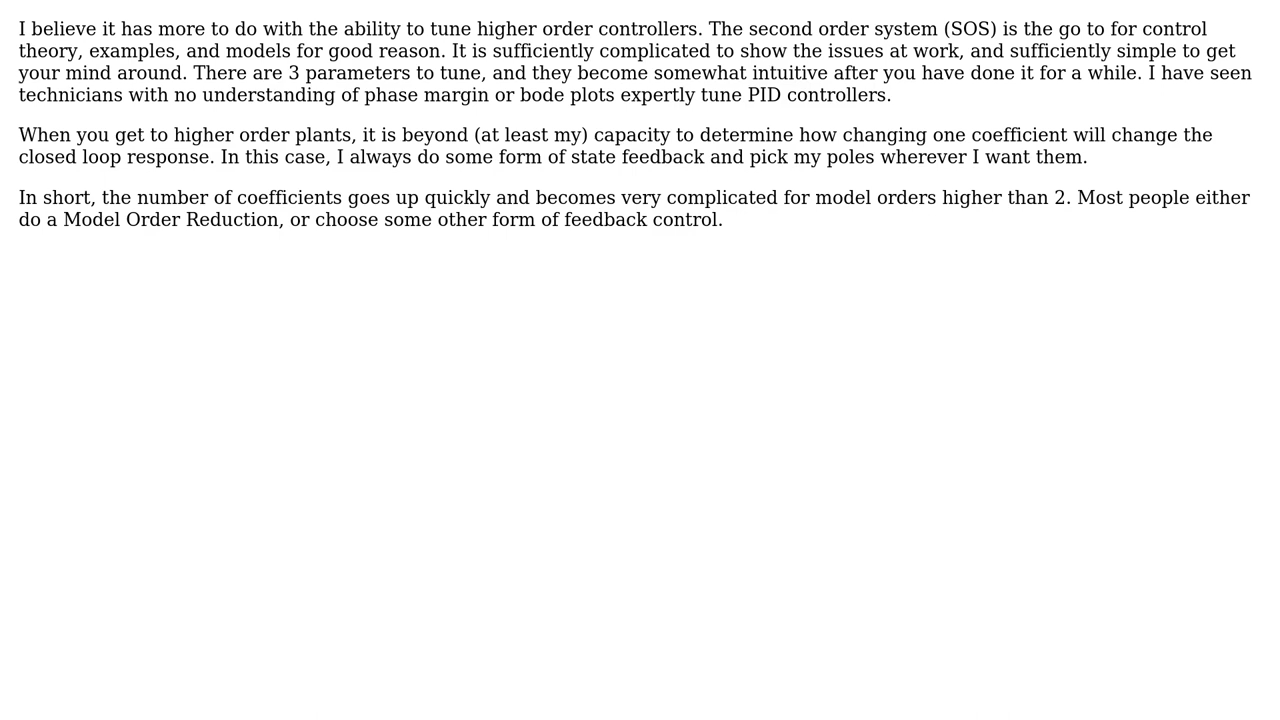 I believe it has more to do with the ability to tune higher order controllers. The second order system (SOS) is the go to for control
theory, examples, and models for good reason. It is sufficiently complicated to show the issues at work, and sufficiently simple to get
your mind around. There are 3 parameters to tune, and they become somewhat intuitive after you have done it for a while. I have seen
technicians with no understanding of phase margin or bode plots expertly tune PID controllers.
When you get to higher order plants, it is beyond (at least my) capacity to determine how changing one coefficient will change the
closed loop response. In this case, I always do some form of state feedback and pick my poles wherever I want them.
In short, the number of coefficients goes up quickly and becomes very complicated for model orders higher than 2. Most people either
do a Model Order Reduction, or choose some other form of feedback control.